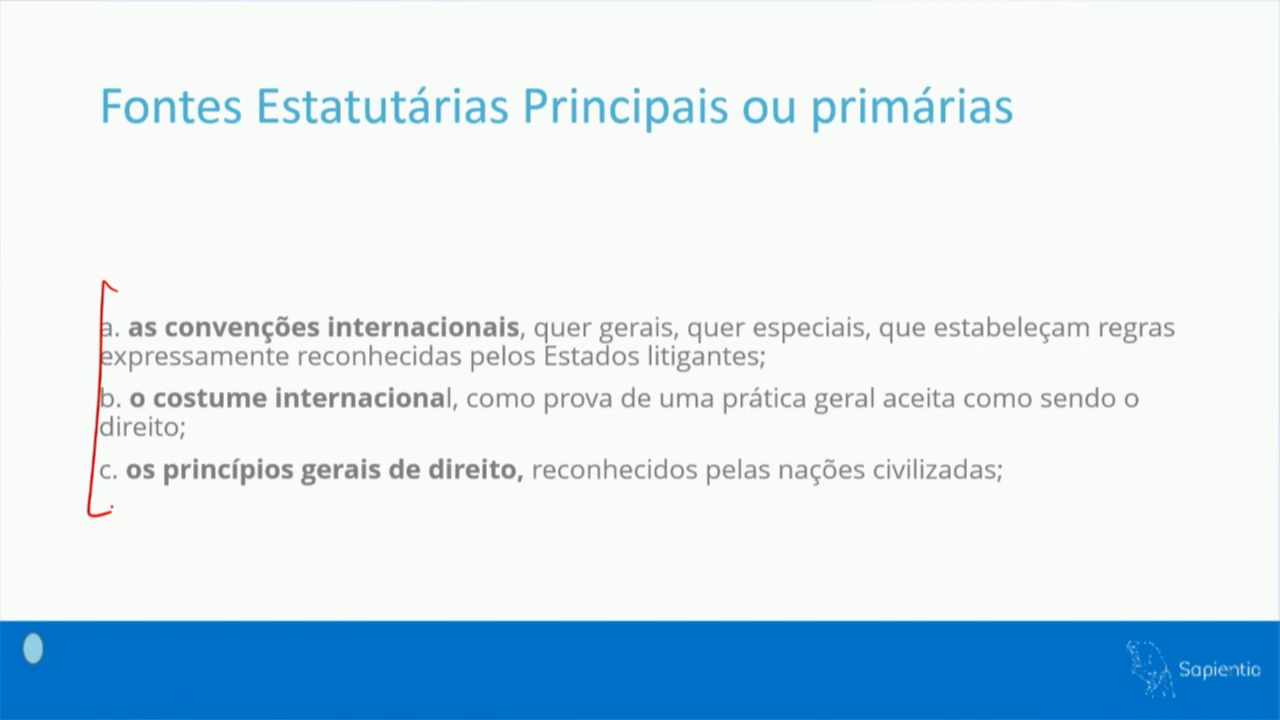 Fontes Estatutárias Principais ou primárias
a. as convenções internacionais, quer gerais, quer especiais, que estabeleçam regras
expressamente reconhecidas pelos Estados litigantes;
b. o costume internacional, como prova de uma prática geral aceita como sendo o
direito;
c. os princípios gerais de direito, reconhecidos pelas nações civilizadas;
Sapientia